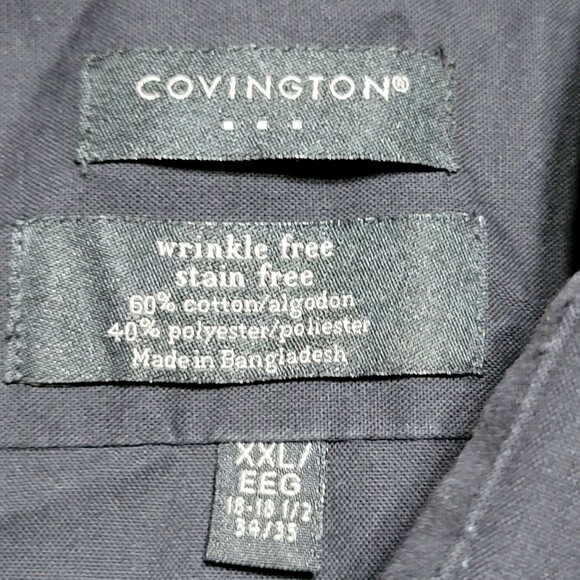 COVINGTON®
wrinkle free
stain free
60% cotton/algodon
40% polyester/poliester
Made in Bangladesh
XXL/
EEG
18-18 1/2
34/35